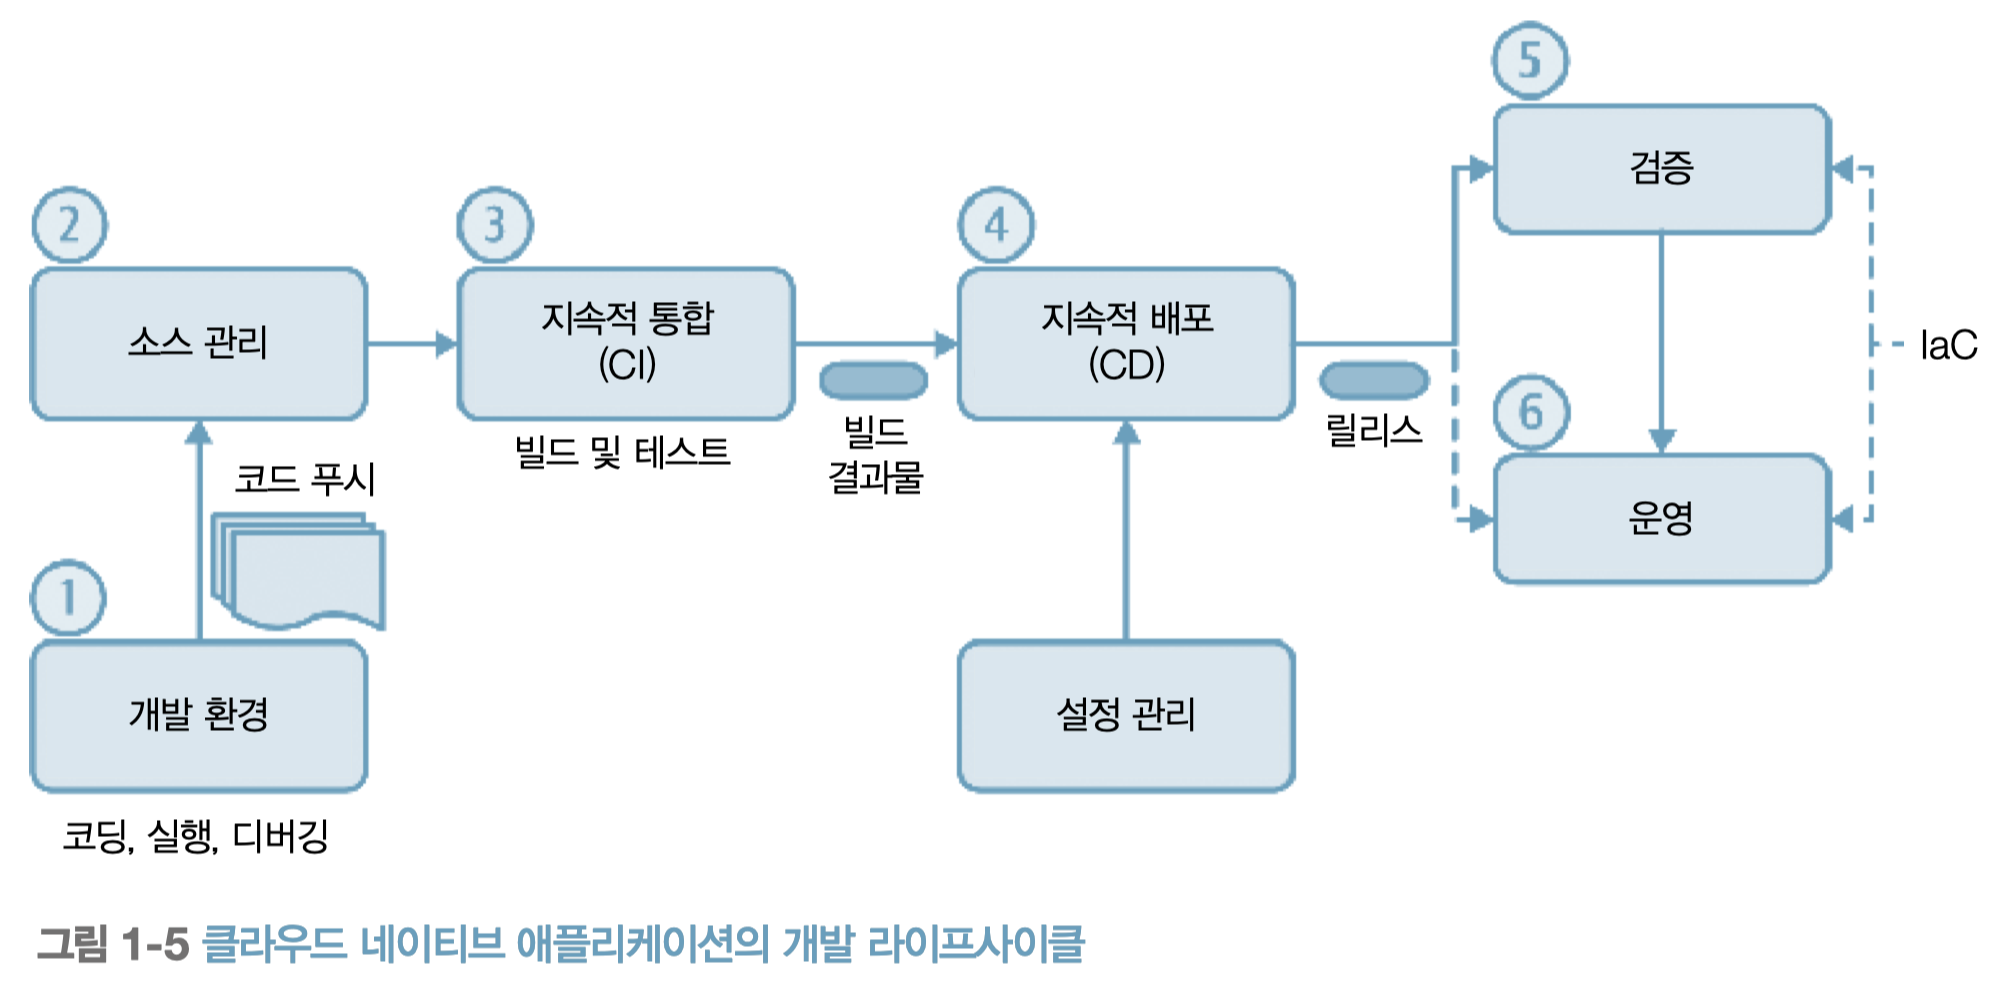 1
개발 환경
코딩, 실행, 디버깅
코드 푸시
2
소스 관리
3
지속적 통합
(CI)
빌드 및 테스트
빌드
결과물
4
지속적 배포
(CD)
설정 관리
릴리스
5
검증
6
운영
IaC
그림 1-5 클라우드 네이티브 애플리케이션의 개발 라이프사이클